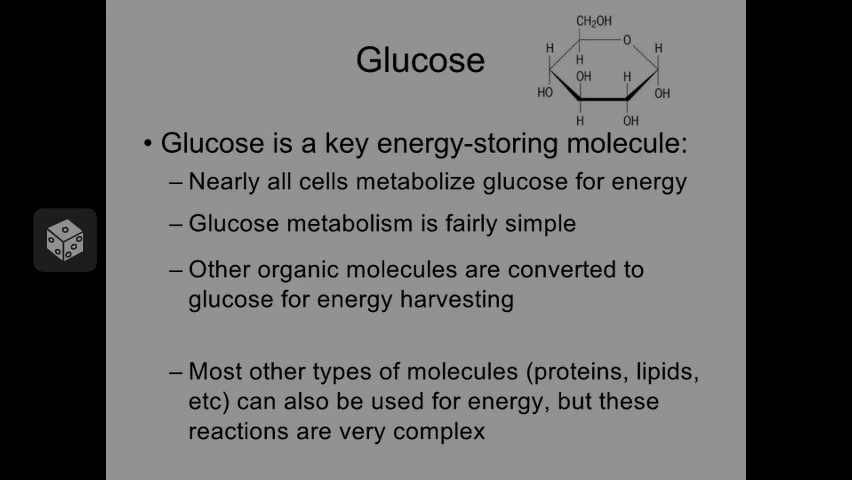 Glucose
CH₂OH
O
H
H
H
OH
H
HO
OH
H
OH
• Glucose is a key energy-storing molecule:
– Nearly all cells metabolize glucose for energy
– Glucose metabolism is fairly simple
– Other organic molecules are converted to
glucose for energy harvesting
– Most other types of molecules (proteins, lipids,
etc) can also be used for energy, but these
reactions are very complex